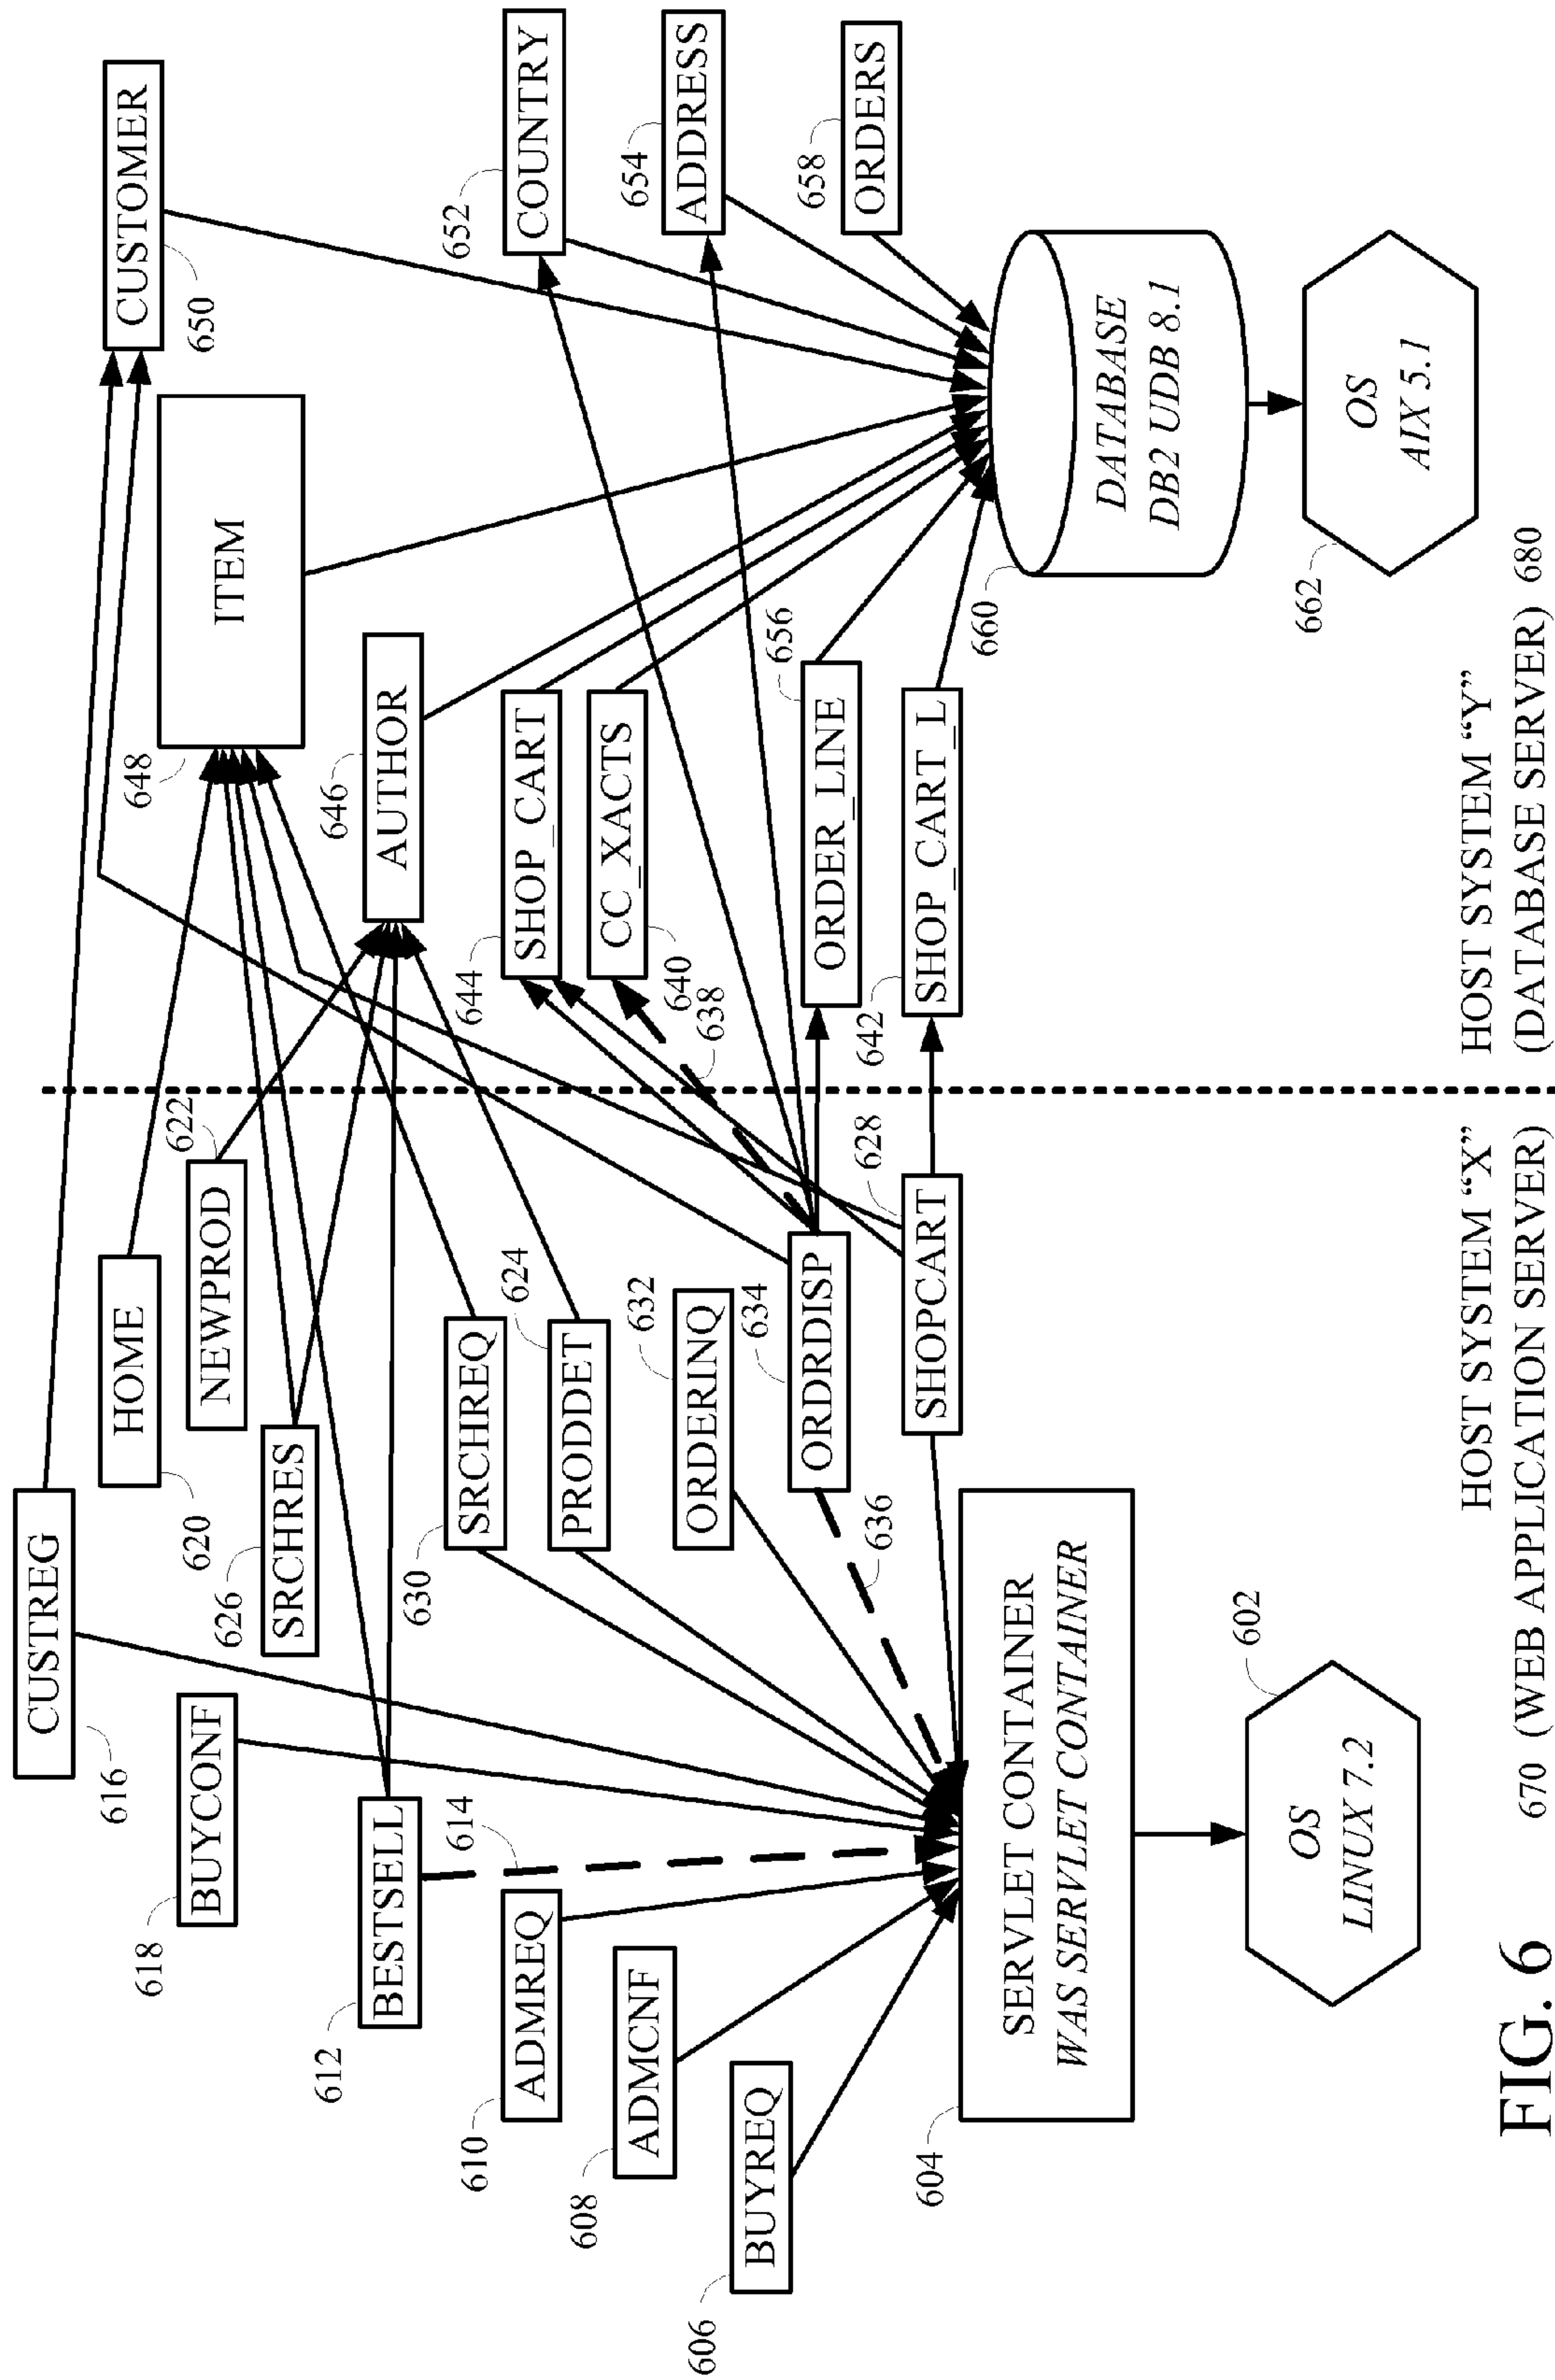 CUSTREG
616
CUSTOMER
650
HOME
620
BUYCONF
618
NEWPROD
622
ITEM
648
SRCHRES
626
BESTSELL
612
614
AUTHOR
646
SRCHREQ
630
ADMREQ
610
PRODDET
624
SHOP_CART
644
COUNTRY
652
CC_XACTS
640
638
ADMCNF
608
ORDERINQ
632
ADDRESS
654
BUYREQ
606
ORDRDISP
634
636
ORDER_LINE
656
ORDERS
658
SHOPCART
628
SHOP_CART_L
642
SERVLET CONTAINER
WAS SERVLET CONTAINER
604
DATABASE
DB2 UDB 8.1
660
OS
LINUX 7.2
602
OS
AIX 5.1
662
HOST SYSTEM “X”
670 (WEB APPLICATION SERVER)
HOST SYSTEM “Y”
(DATABASE SERVER) 680
FIG. 6